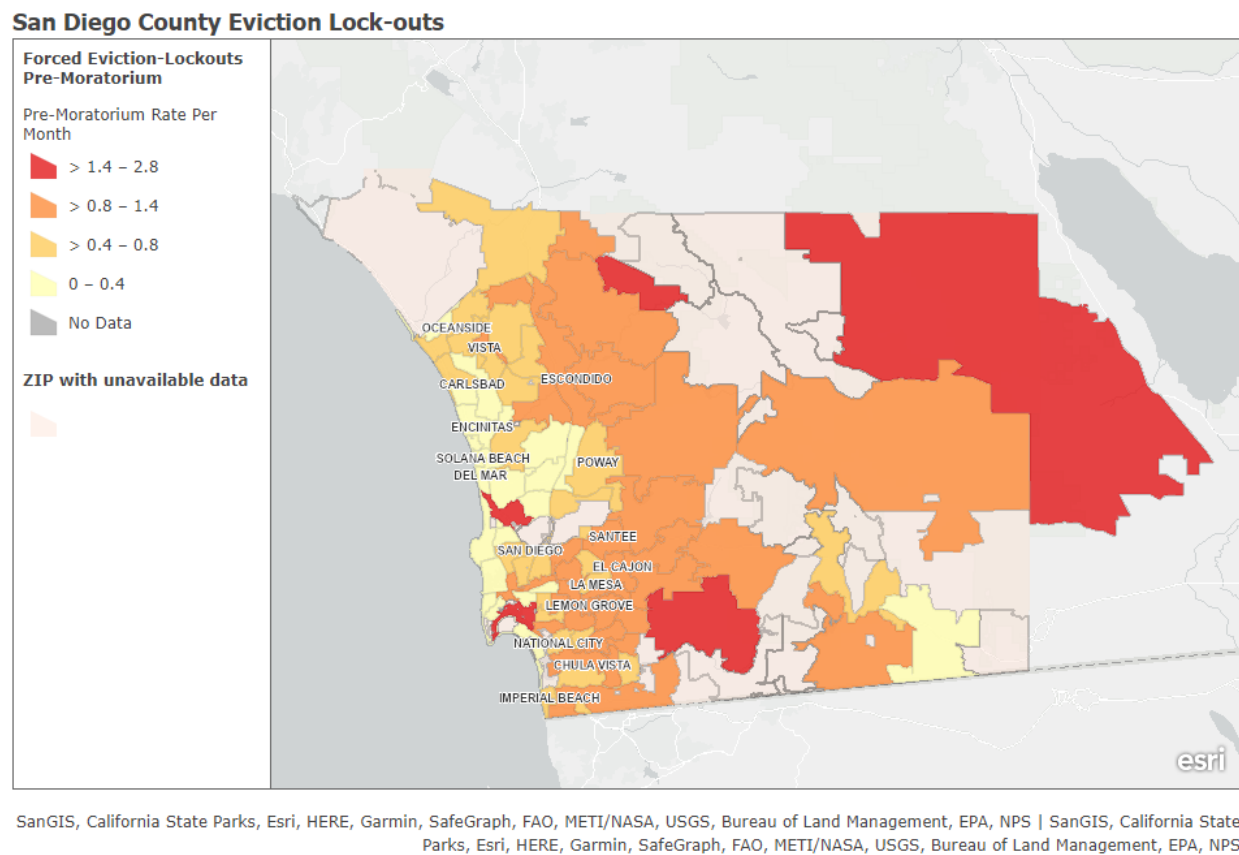 San Diego County Eviction Lock-outs
Forced Eviction-Lockouts
Pre-Moratorium
Pre-Moratorium Rate Per
Month
> 1.4 – 2.8
> 0.8 – 1.4
> 0.4 – 0.8
0 – 0.4
No Data
ZIP with unavailable data
OCEANSIDE
VISTA
CARLSBAD
ESCONDIDO
ENCINITAS
SOLANA BEACH
DEL MAR
POWAY
SANTEE
SAN DIEGO
EL CAJON
LA MESA
LEMON GROVE
NATIONAL CITY
CHULA VISTA
IMPERIAL BEACH
esri
SanGIS, California State Parks, Esri, HERE, Garmin, SafeGraph, FAO, METI/NASA, USGS, Bureau of Land Management, EPA, NPS | SanGIS, California State
Parks, Esri, HERE, Garmin, SafeGraph, FAO, METI/NASA, USGS, Bureau of Land Management, EPA, NPS